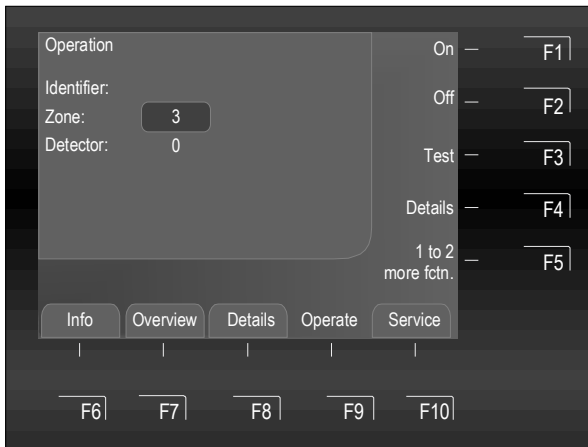 Operation
Identifier:
Zone: 3
Detector: 0
On F1
Off F2
Test F3
Details F4
1 to 2
more fctn. F5
Info Overview Details Operate Service
F6 F7 F8 F9 F10